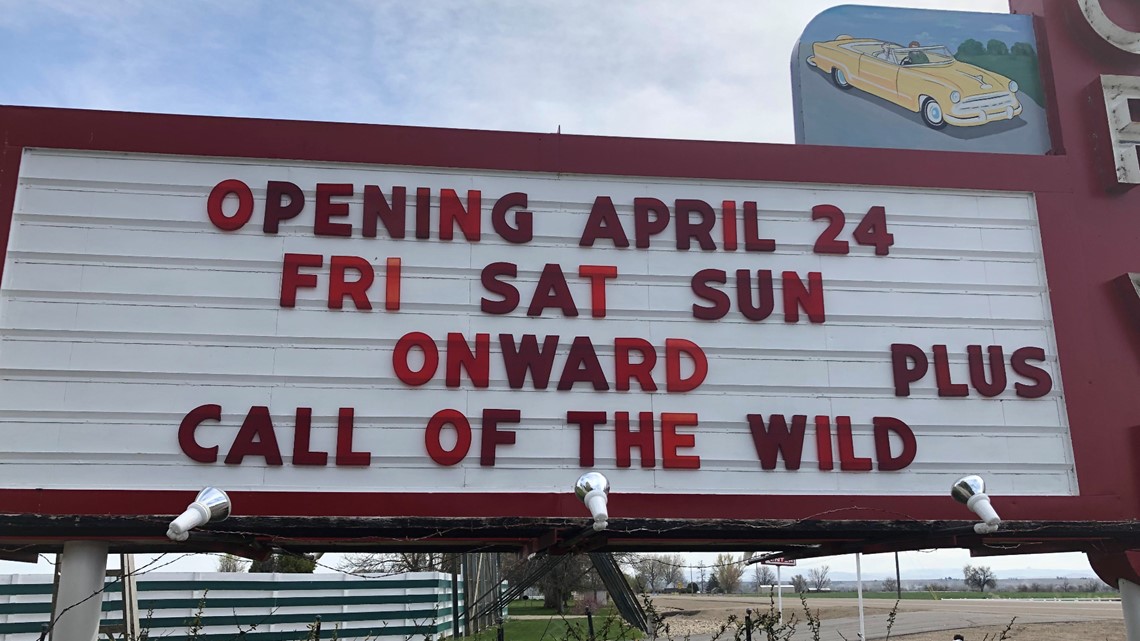 OPENING APRIL 24
FRI SAT SUN
ONWARD PLUS
CALL OF THE WILD